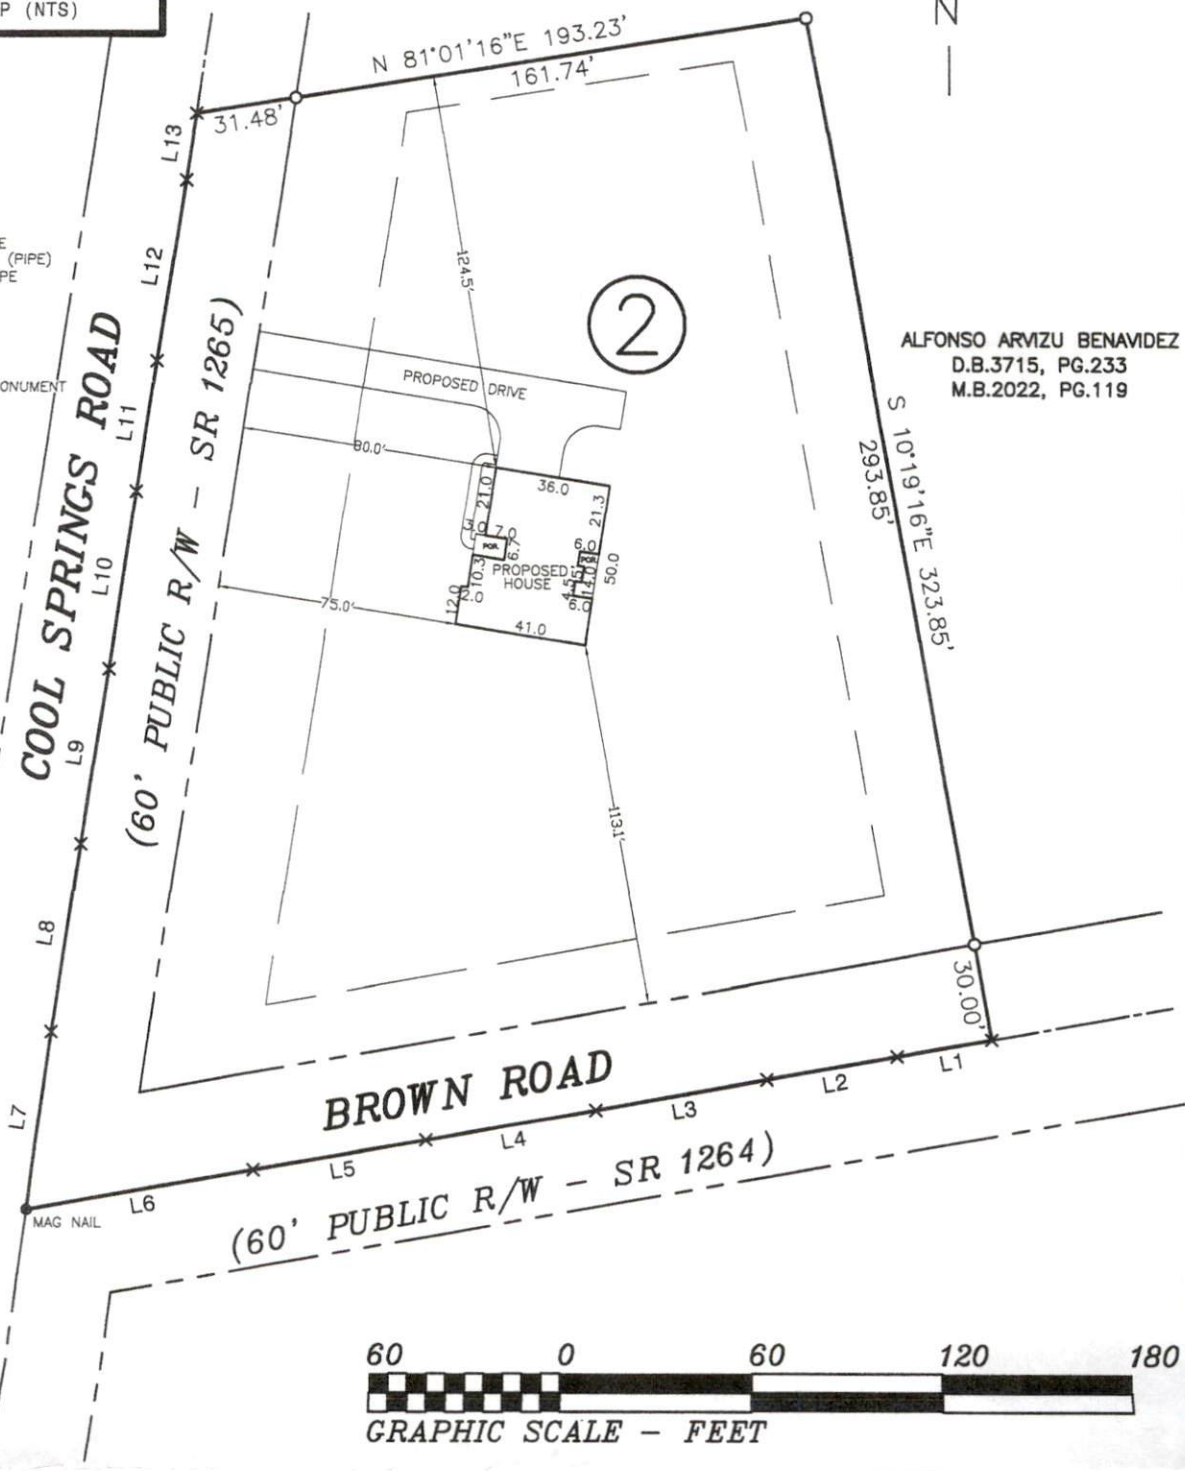 P (NTS)
N
N 81°01'16"E 193.23'
161.74'
31.48'
L13
L12
(PIPE)
PE
ONUMENT
L11
L10
L9
L8
L7
L6
L5
L4
L3
L2
L1
COOL SPRINGS ROAD
(60' PUBLIC R/W - SR 1265)
124.5'
2
ALFONSO ARVIZU BENAVIDEZ
D.B.3715, PG.233
M.B.2022, PG.119
S 10°19'16"E 323.85'
293.85'
PROPOSED DRIVE
80.0'
36.0
21.0
21.3
3.0
7.0
POR.
6.7
6.0
POR.
PROPOSED
HOUSE
50.0
10.3
14.0
4.5
2.0
12.0
6.0
75.0'
41.0
113.1'
30.00'
BROWN ROAD
(60' PUBLIC R/W - SR 1264)
MAG NAIL
60 0 60 120 180
GRAPHIC SCALE - FEET